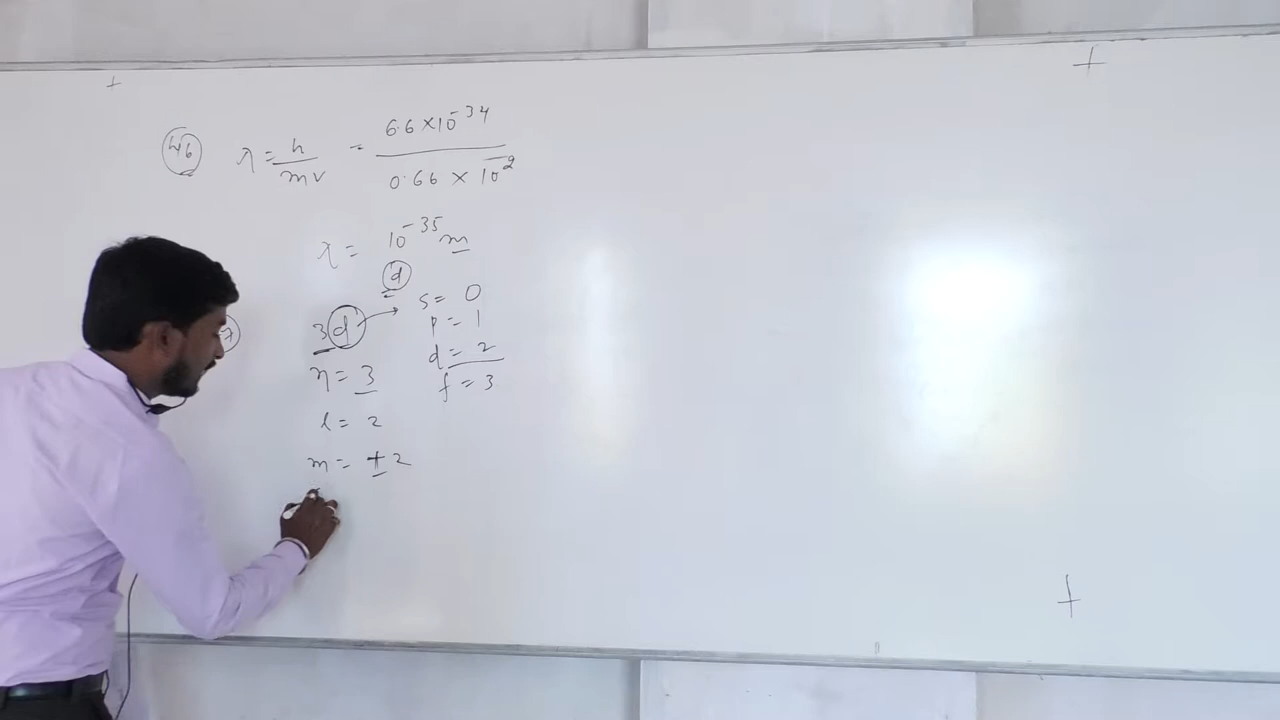 46 λ = h / mv = 6.6 × 10⁻³⁴ / 0.66 × 10⁻²
λ = 10⁻³⁵ m
d
7 3d → s = 0
p = 1
d = 2
n = 3 f = 3
l = 2
m = ± 2